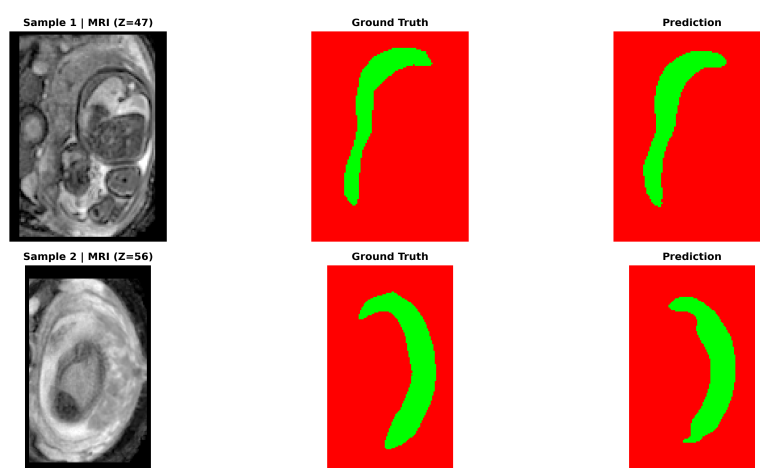 Sample 1 | MRI (Z=47)
Ground Truth
Prediction
Sample 2 | MRI (Z=56)
Ground Truth
Prediction